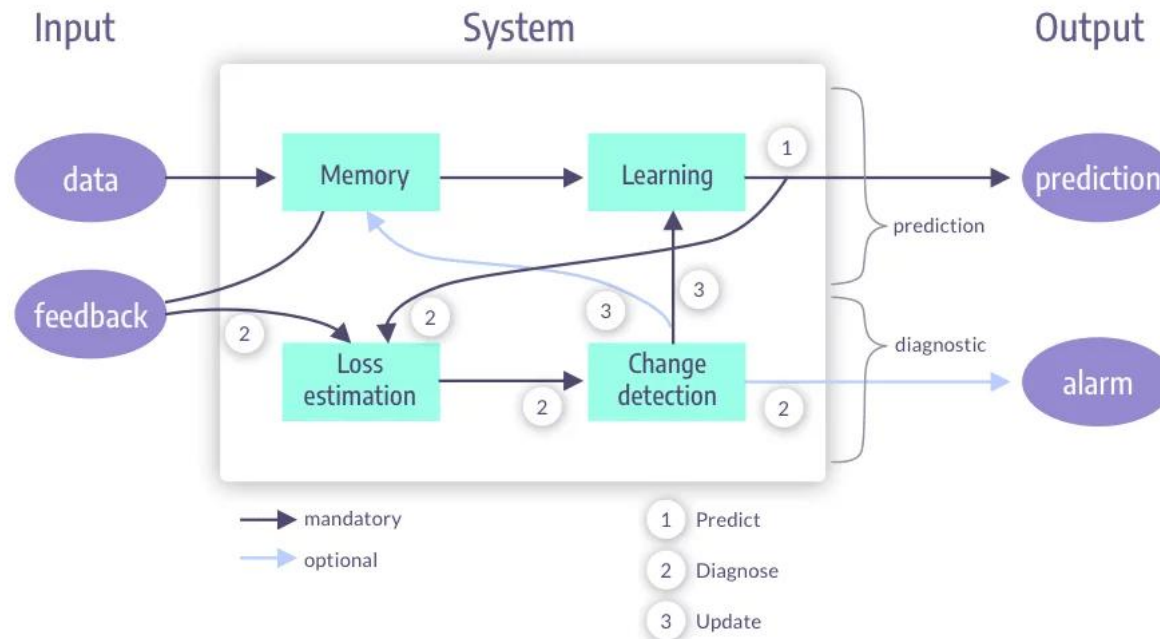 Input
System
Output
data
Memory
Learning
1
prediction
prediction
feedback
2
2
3
3
diagnostic
Loss
estimation
2
Change
detection
2
alarm
mandatory
optional
1 Predict
2 Diagnose
3 Update